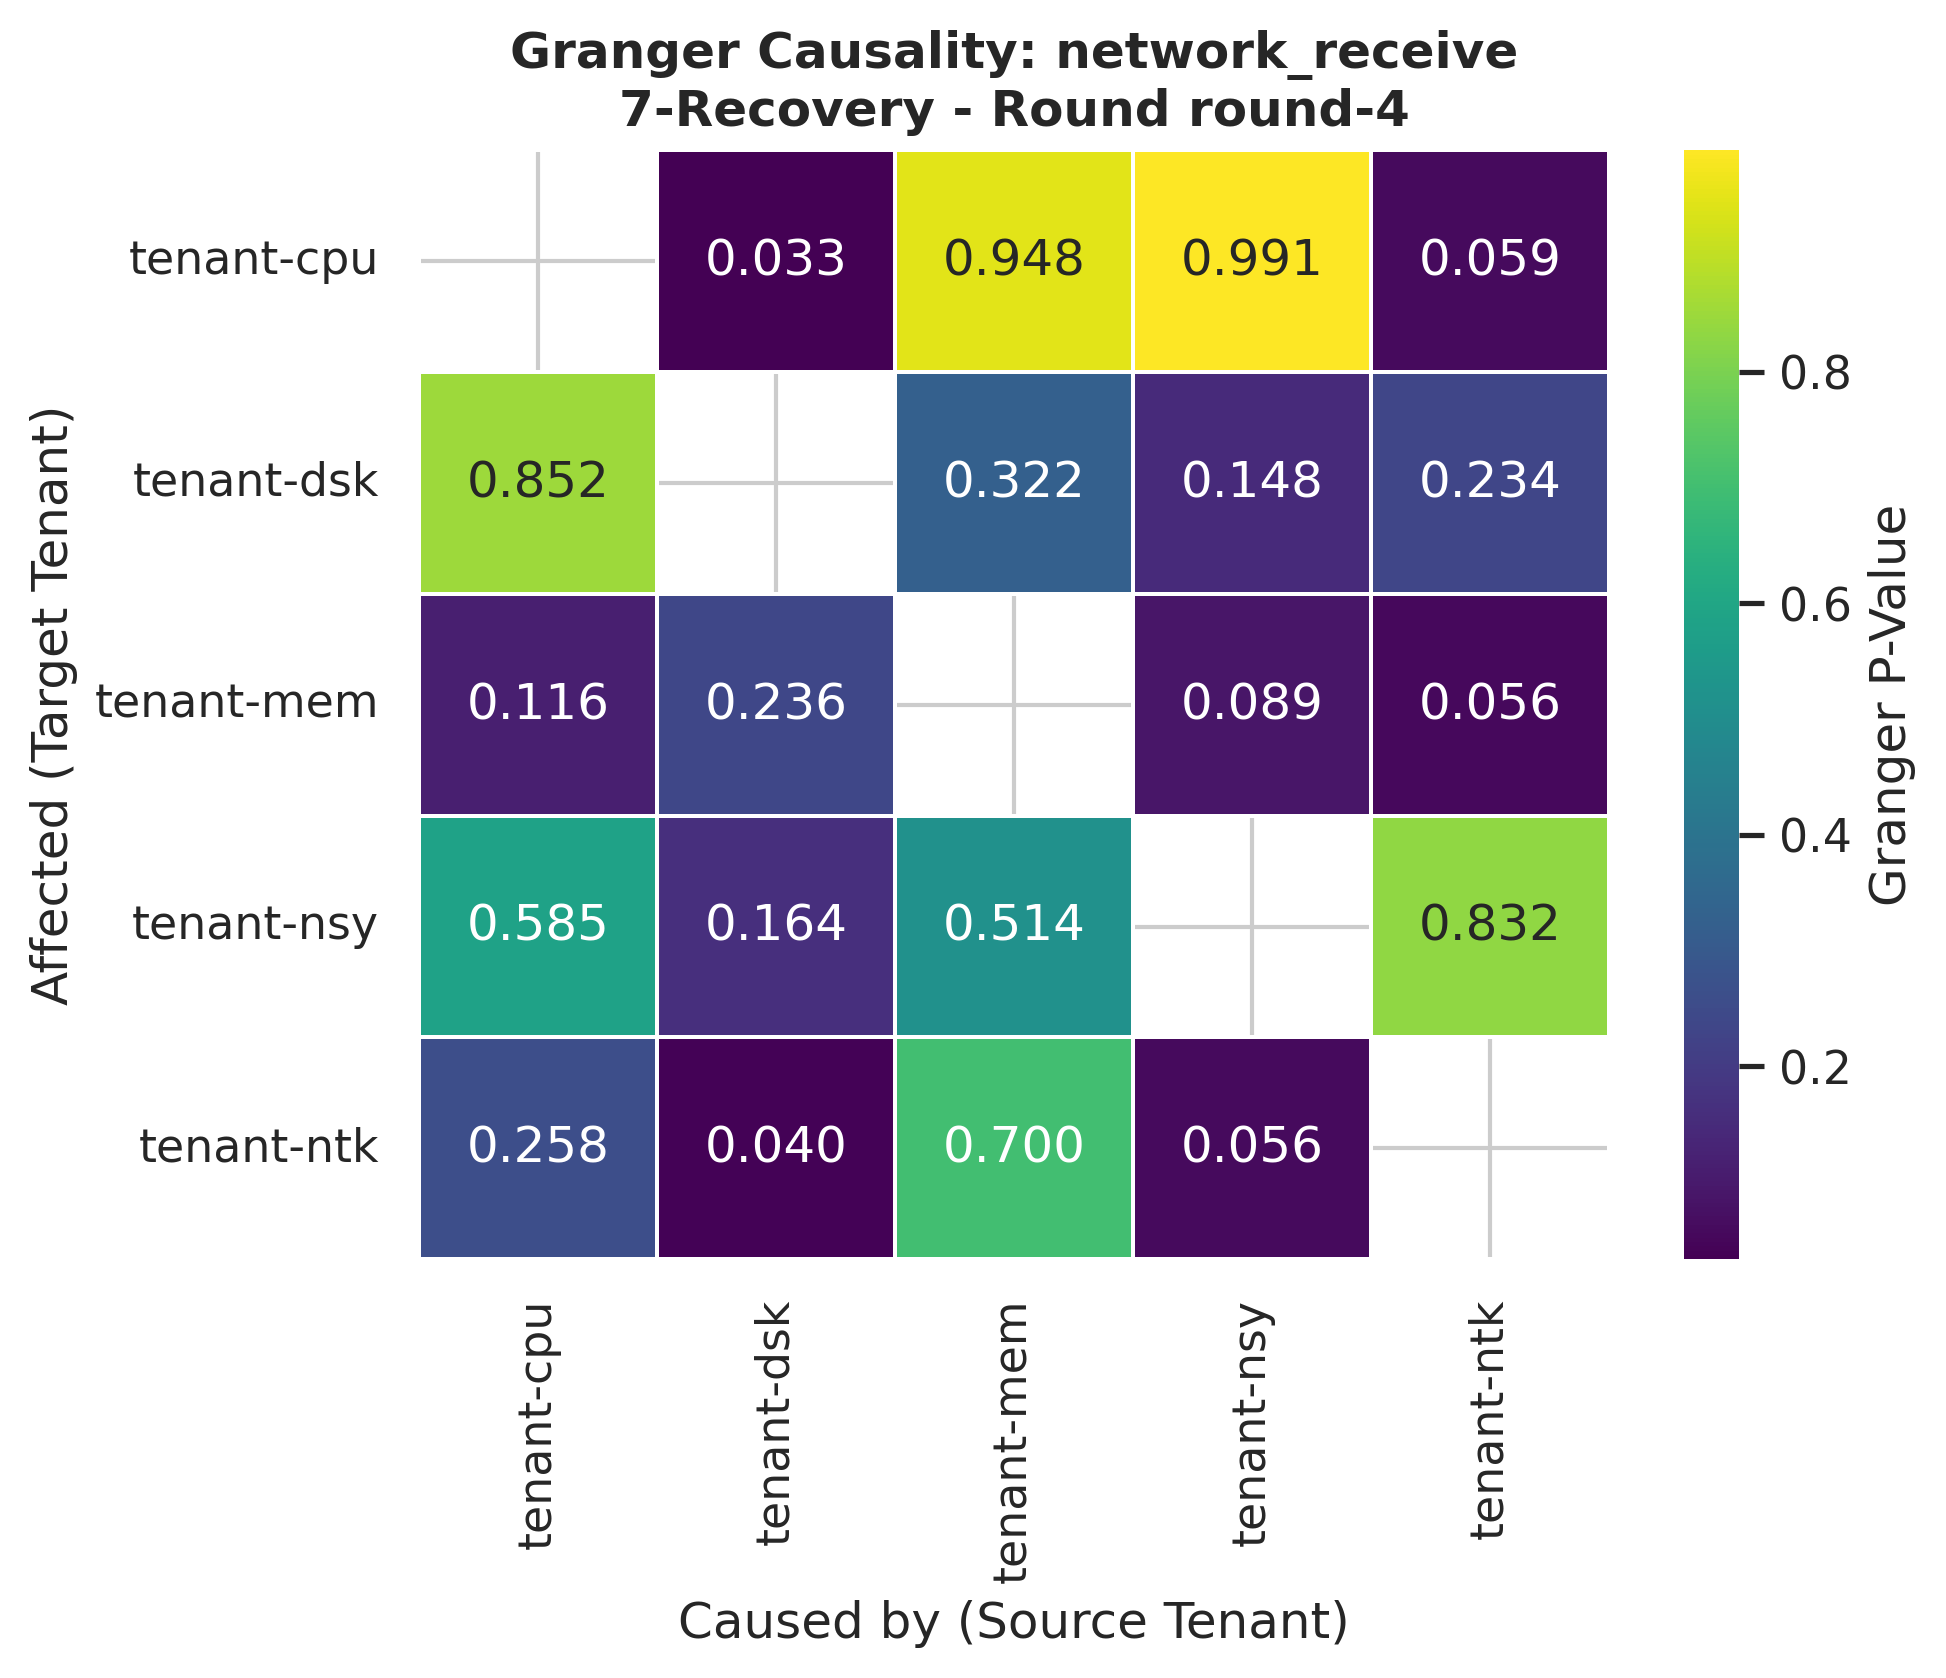 Granger Causality: network_receive
7-Recovery - Round round-4
Affected (Target Tenant)
tenant-cpu
0.033
0.948
0.991
0.059
tenant-dsk
0.852
0.322
0.148
0.234
tenant-mem
0.116
0.236
0.089
0.056
tenant-nsy
0.585
0.164
0.514
0.832
tenant-ntk
0.258
0.040
0.700
0.056
tenant-cpu
tenant-dsk
tenant-mem
tenant-nsy
tenant-ntk
Caused by (Source Tenant)
0.8
0.6
0.4
0.2
Granger P-Value